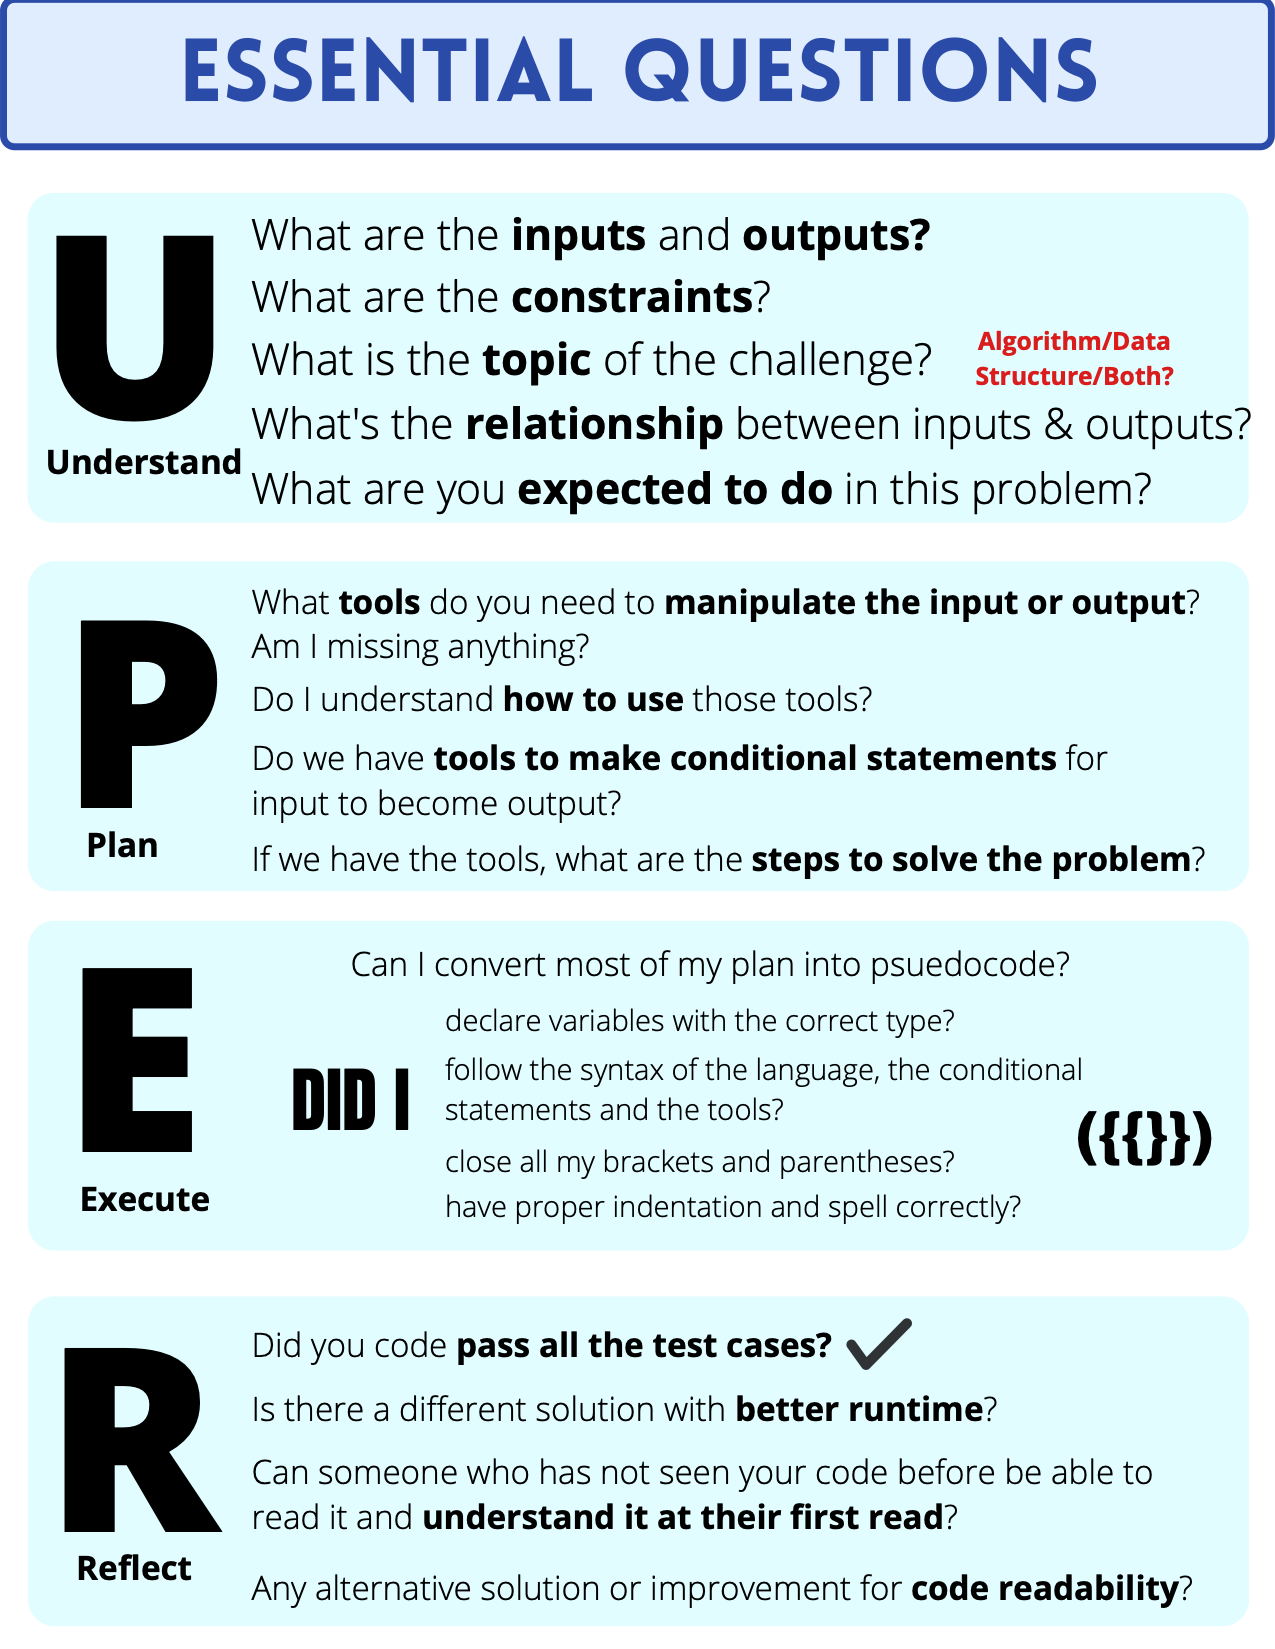 ESSENTIAL QUESTIONS
U
Understand
What are the inputs and outputs?
What are the constraints?
What is the topic of the challenge?
Algorithm/Data
Structure/Both?
What's the relationship between inputs & outputs?
What are you expected to do in this problem?
P
Plan
What tools do you need to manipulate the input or output?
Am I missing anything?
Do I understand how to use those tools?
Do we have tools to make conditional statements for
input to become output?
If we have the tools, what are the steps to solve the problem?
E
Execute
Can I convert most of my plan into psuedocode?
DID I
declare variables with the correct type?
follow the syntax of the language, the conditional
statements and the tools?
close all my brackets and parentheses?
({{}})
have proper indentation and spell correctly?
R
Reflect
Did you code pass all the test cases?
Is there a different solution with better runtime?
Can someone who has not seen your code before be able to
read it and understand it at their first read?
Any alternative solution or improvement for code readability?